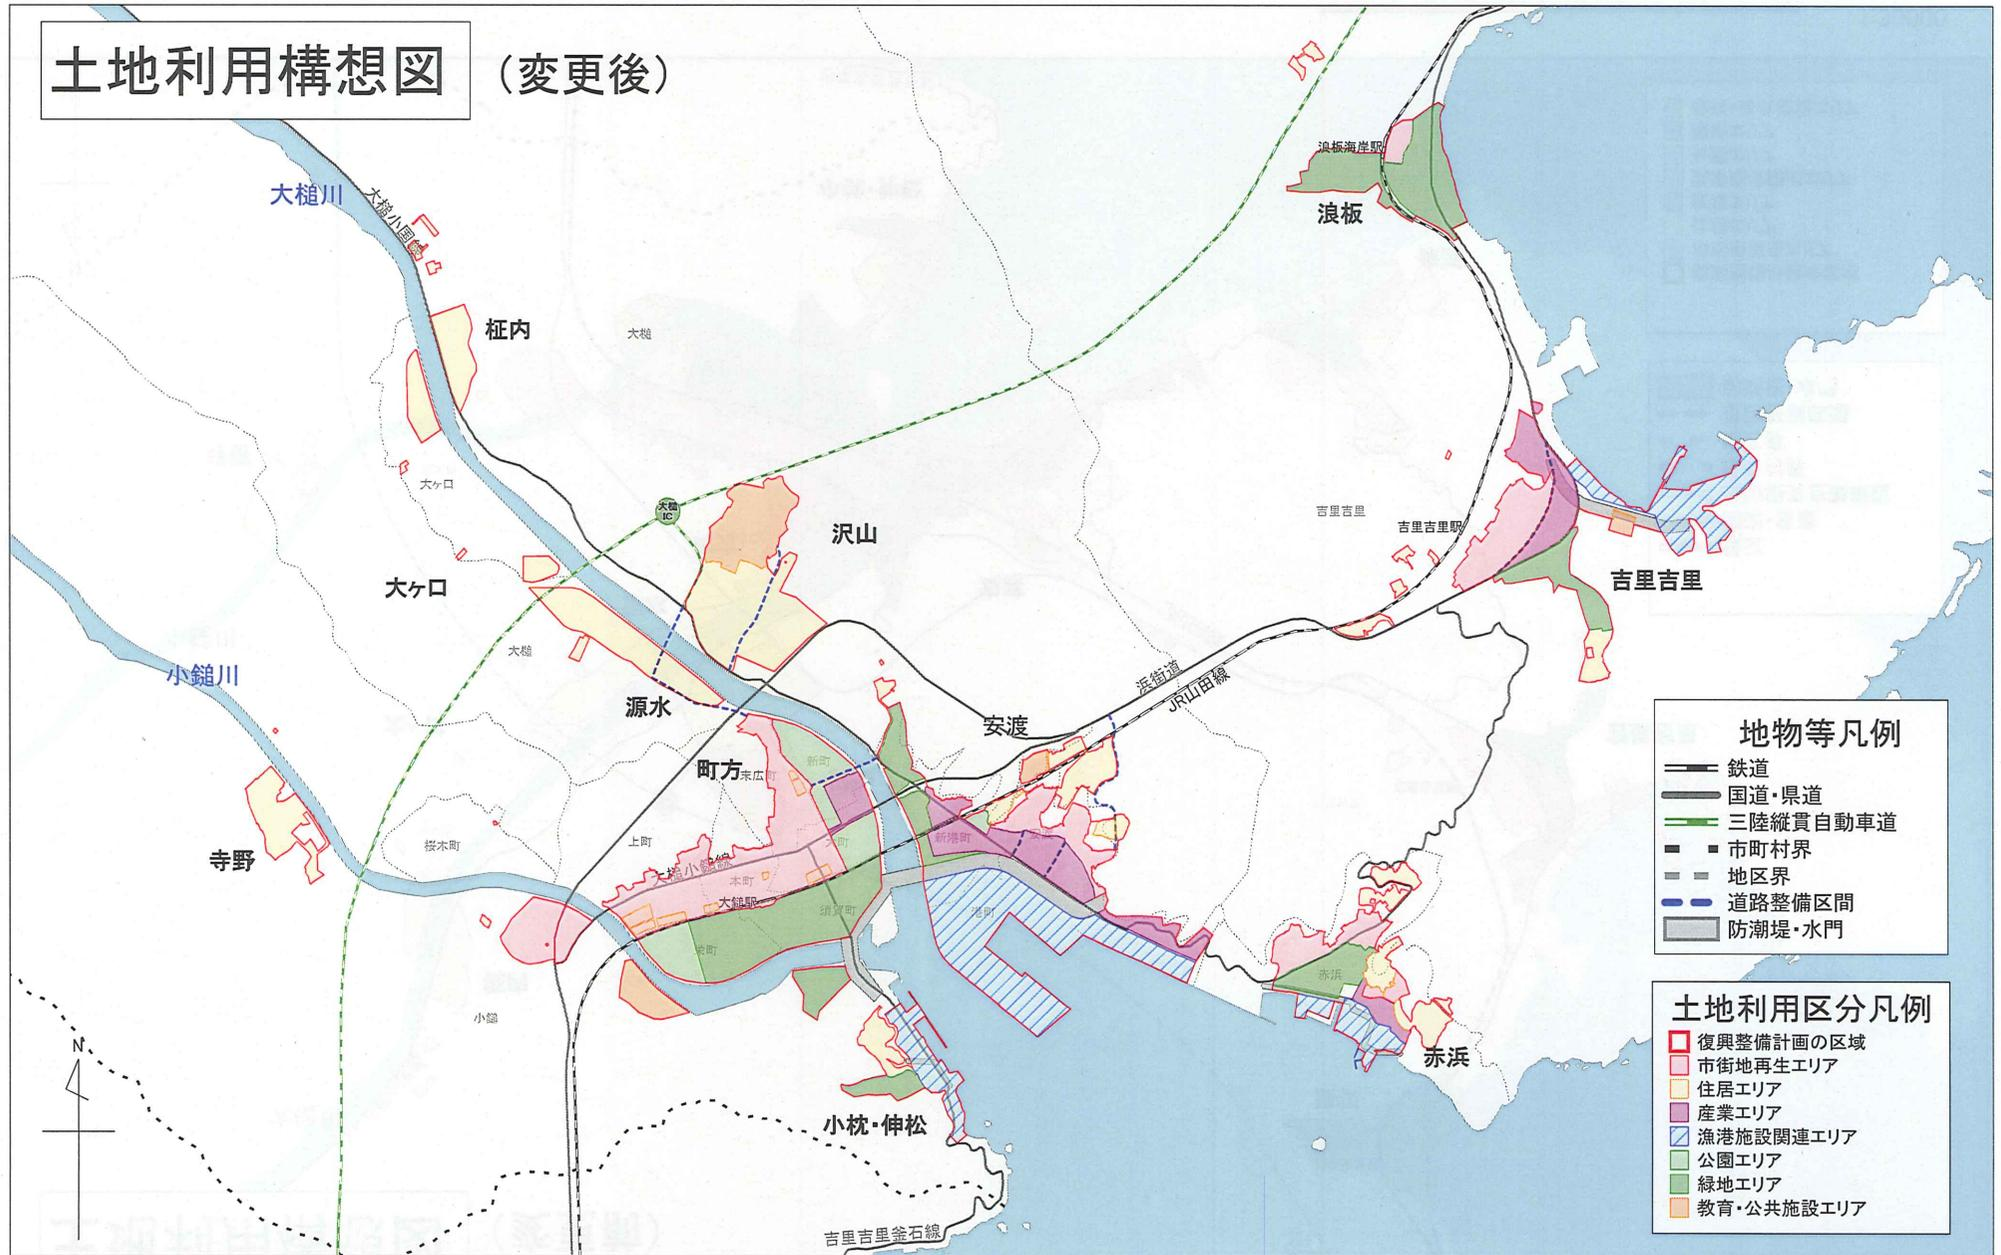 土地利用構想図
（変更後）
浪板海岸駅
大槌川
大槌小国線
浪板
柾内
大槌
大ヶ口
大槌
IC
沢山
吉里吉里
吉里吉里駅
大ヶ口
吉里吉里
大槌
小鎚川
浜街道
JR山田線
源水
安渡
町方
末広町
新町
地物等凡例
鉄道
国道・県道
三陸縦貫自動車道
市町村界
地区界
道路整備区間
防潮堤・水門
桜木町
上町
大町
新港町
安渡
寺野
大槌小鎚線
本町
大鎚駅
須賀町
港町
栄町
赤浜
小鎚
土地利用区分凡例
復興整備計画の区域
市街地再生エリア
住居エリア
産業エリア
漁港施設関連エリア
公園エリア
緑地エリア
教育・公共施設エリア
N
赤浜
小枕・伸松
吉里吉里釜石線